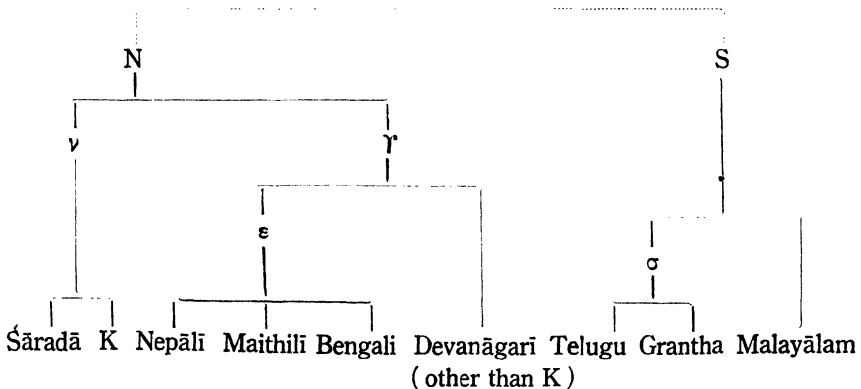 N S
ν γ
ε σ
Śāradā K Nepālī Maithilī Bengali Devanāgarī Telugu Grantha Malayālam
( other than K )